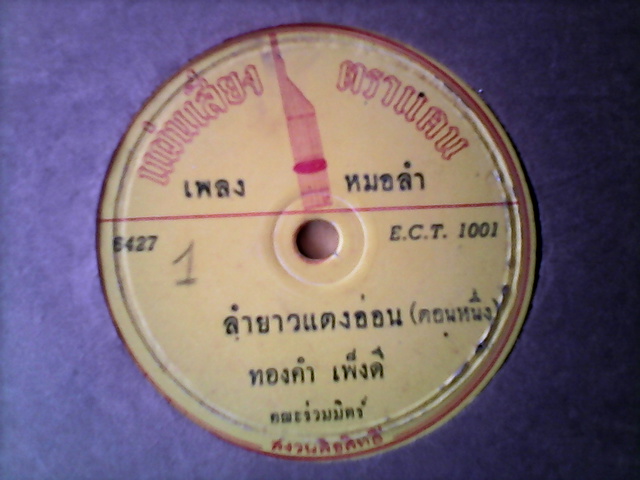 แผ่นเสียง ตราแคน
เพลง หมอลำ
6427 E.C.T. 1001
1
ลำยาวแตงอ่อน (ตอนหนึ่ง)
ทองคำ เพ็งดี
คณะร่วมมิตร์
สงวนลิขสิทธิ์